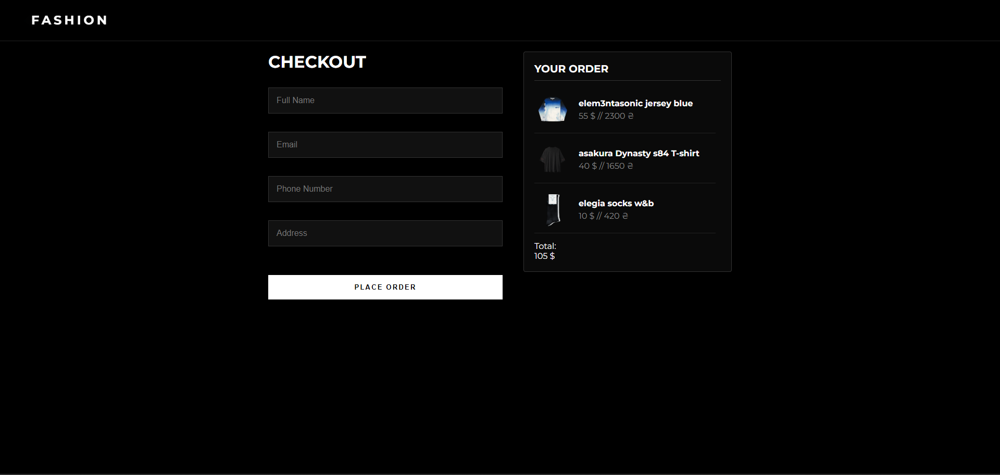 FASHION
CHECKOUT
Full Name
Email
Phone Number
Address
PLACE ORDER
YOUR ORDER
elem3ntasonic jersey blue
55 $ // 2300 ₴
asakura Dynasty s84 T-shirt
40 $ // 1650 ₴
elegia socks w&b
10 $ // 420 ₴
Total:
105 $